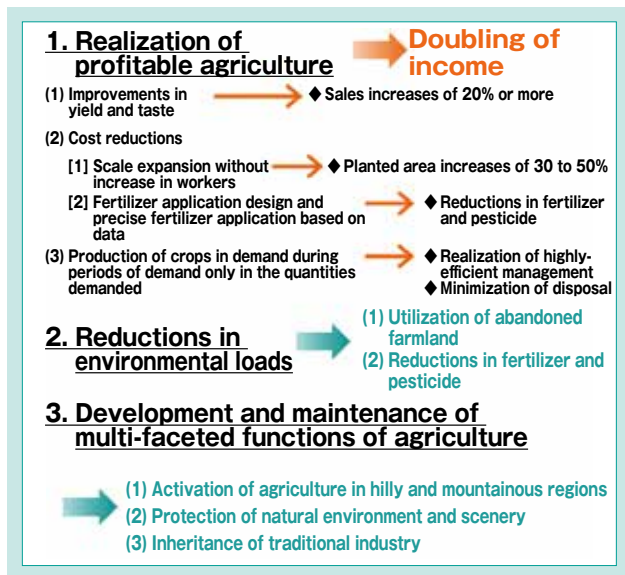 1. Realization of
profitable agriculture
Doubling of
income
(1) Improvements in
yield and taste
◆ Sales increases of 20% or more
(2) Cost reductions
[1] Scale expansion without
increase in workers
◆ Planted area increases of 30 to 50%
[2] Fertilizer application design and
precise fertilizer application based on
data
◆ Reductions in fertilizer
and pesticide
(3) Production of crops in demand during
periods of demand only in the quantities
demanded
◆ Realization of highly-
efficient management
◆ Minimization of disposal
2. Reductions in
environmental loads
(1) Utilization of abandoned
farmland
(2) Reductions in fertilizer and
pesticide
3. Development and maintenance of
multi-faceted functions of agriculture
(1) Activation of agriculture in hilly and mountainous regions
(2) Protection of natural environment and scenery
(3) Inheritance of traditional industry